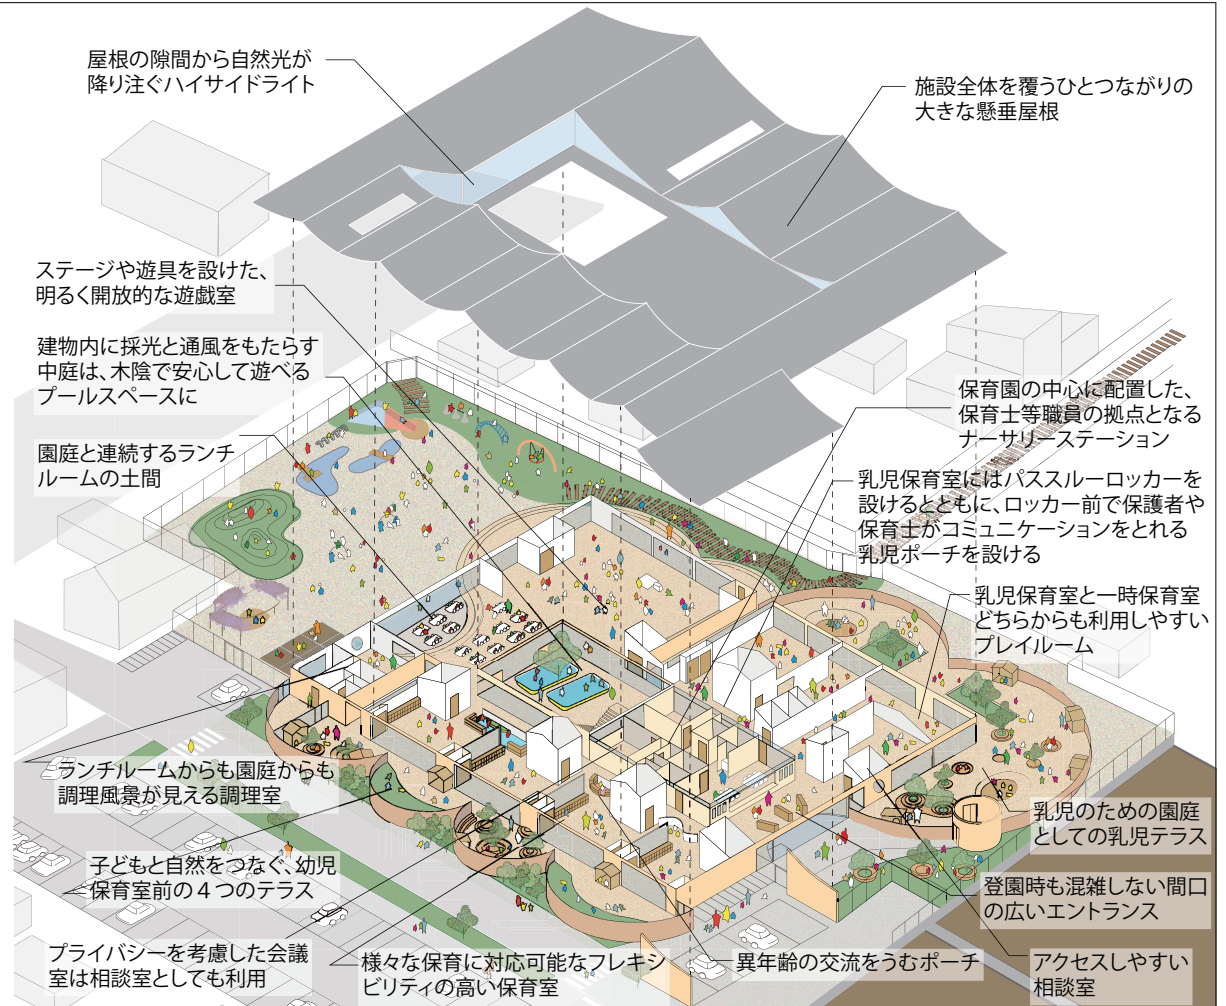 屋根の隙間から自然光が
降り注ぐハイサイドライト
施設全体を覆うひとつながりの
大きな懸垂屋根
ステージや遊具を設けた、
明るく開放的な遊戯室
建物内に採光と通風をもたらす
中庭は、木陰で安心して遊べる
プールスペースに
園庭と連続するランチ
ルームの土間
保育園の中心に配置した、
保育士等職員の拠点となる
ナーサリーステーション
乳児保育室にはパススルーロッカーを
設けるとともに、ロッカー前で保護者や
保育士がコミュニケーションをとれる
乳児ポーチを設ける
乳児保育室と一時保育室
どちらからも利用しやすい
プレイルーム
ランチルームからも園庭からも
調理風景が見える調理室
子どもと自然をつなぐ、幼児
保育室前の４つのテラス
プライバシーを考慮した会議
室は相談室としても利用
様々な保育に対応可能なフレキシ
ビリティの高い保育室
異年齢の交流をうむポーチ
乳児のための園庭
としての乳児テラス
登園時も混雑しない間口
の広いエントランス
アクセスしやすい
相談室